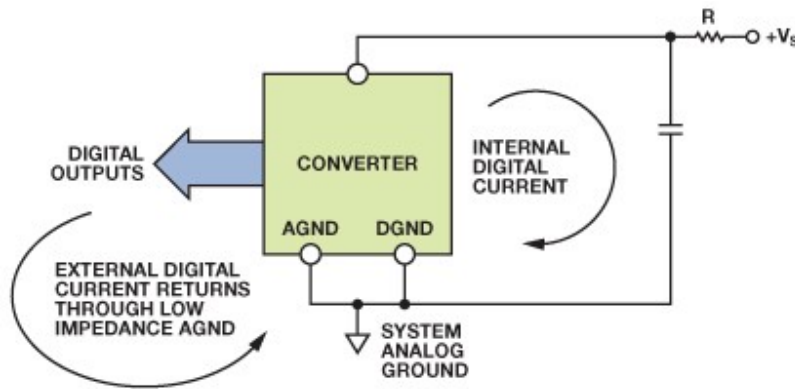 R
+VS
DIGITAL
OUTPUTS
CONVERTER
INTERNAL
DIGITAL
CURRENT
AGND
DGND
EXTERNAL DIGITAL
CURRENT RETURNS
THROUGH LOW
IMPEDANCE AGND
SYSTEM
ANALOG
GROUND